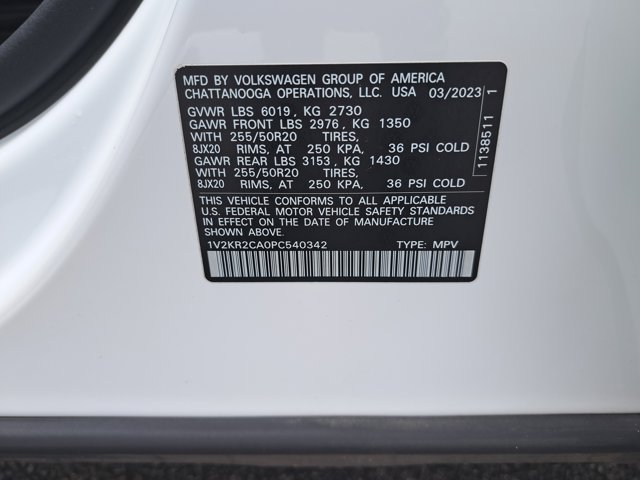 MFD BY VOLKSWAGEN GROUP OF AMERICA
CHATTANOOGA OPERATIONS, LLC. USA 03/2023
GVWR LBS 6019, KG 2730
GAWR FRONT LBS 2976, KG 1350
WITH 255/50R20 TIRES,
8JX20 RIMS, AT 250 KPA, 36 PSI COLD
GAWR REAR LBS 3153, KG 1430
WITH 255/50R20 TIRES,
8JX20 RIMS, AT 250 KPA, 36 PSI COLD
THIS VEHICLE CONFORMS TO ALL APPLICABLE
U.S. FEDERAL MOTOR VEHICLE SAFETY STANDARDS
IN EFFECT ON THE DATE OF MANUFACTURE
SHOWN ABOVE.
1V2KR2CA0PC540342 TYPE: MPV
1138511 1